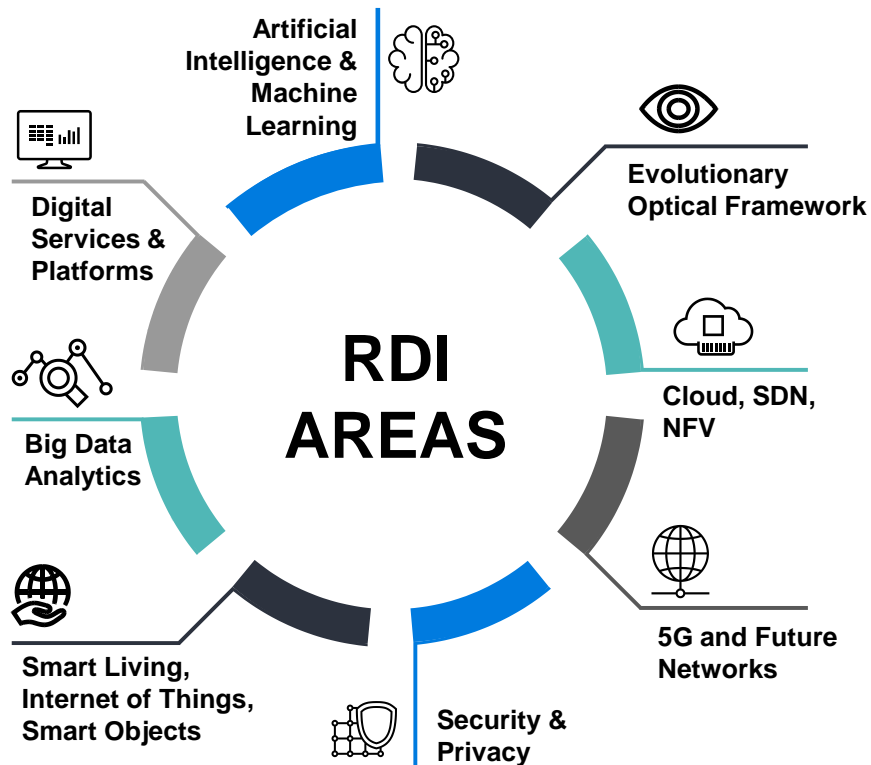 Artificial
Intelligence &
Machine
Learning
Evolutionary
Optical Framework
Digital
Services &
Platforms
RDI
AREAS
Cloud, SDN,
NFV
Big Data
Analytics
5G and Future
Networks
Smart Living,
Internet of Things,
Smart Objects
Security &
Privacy